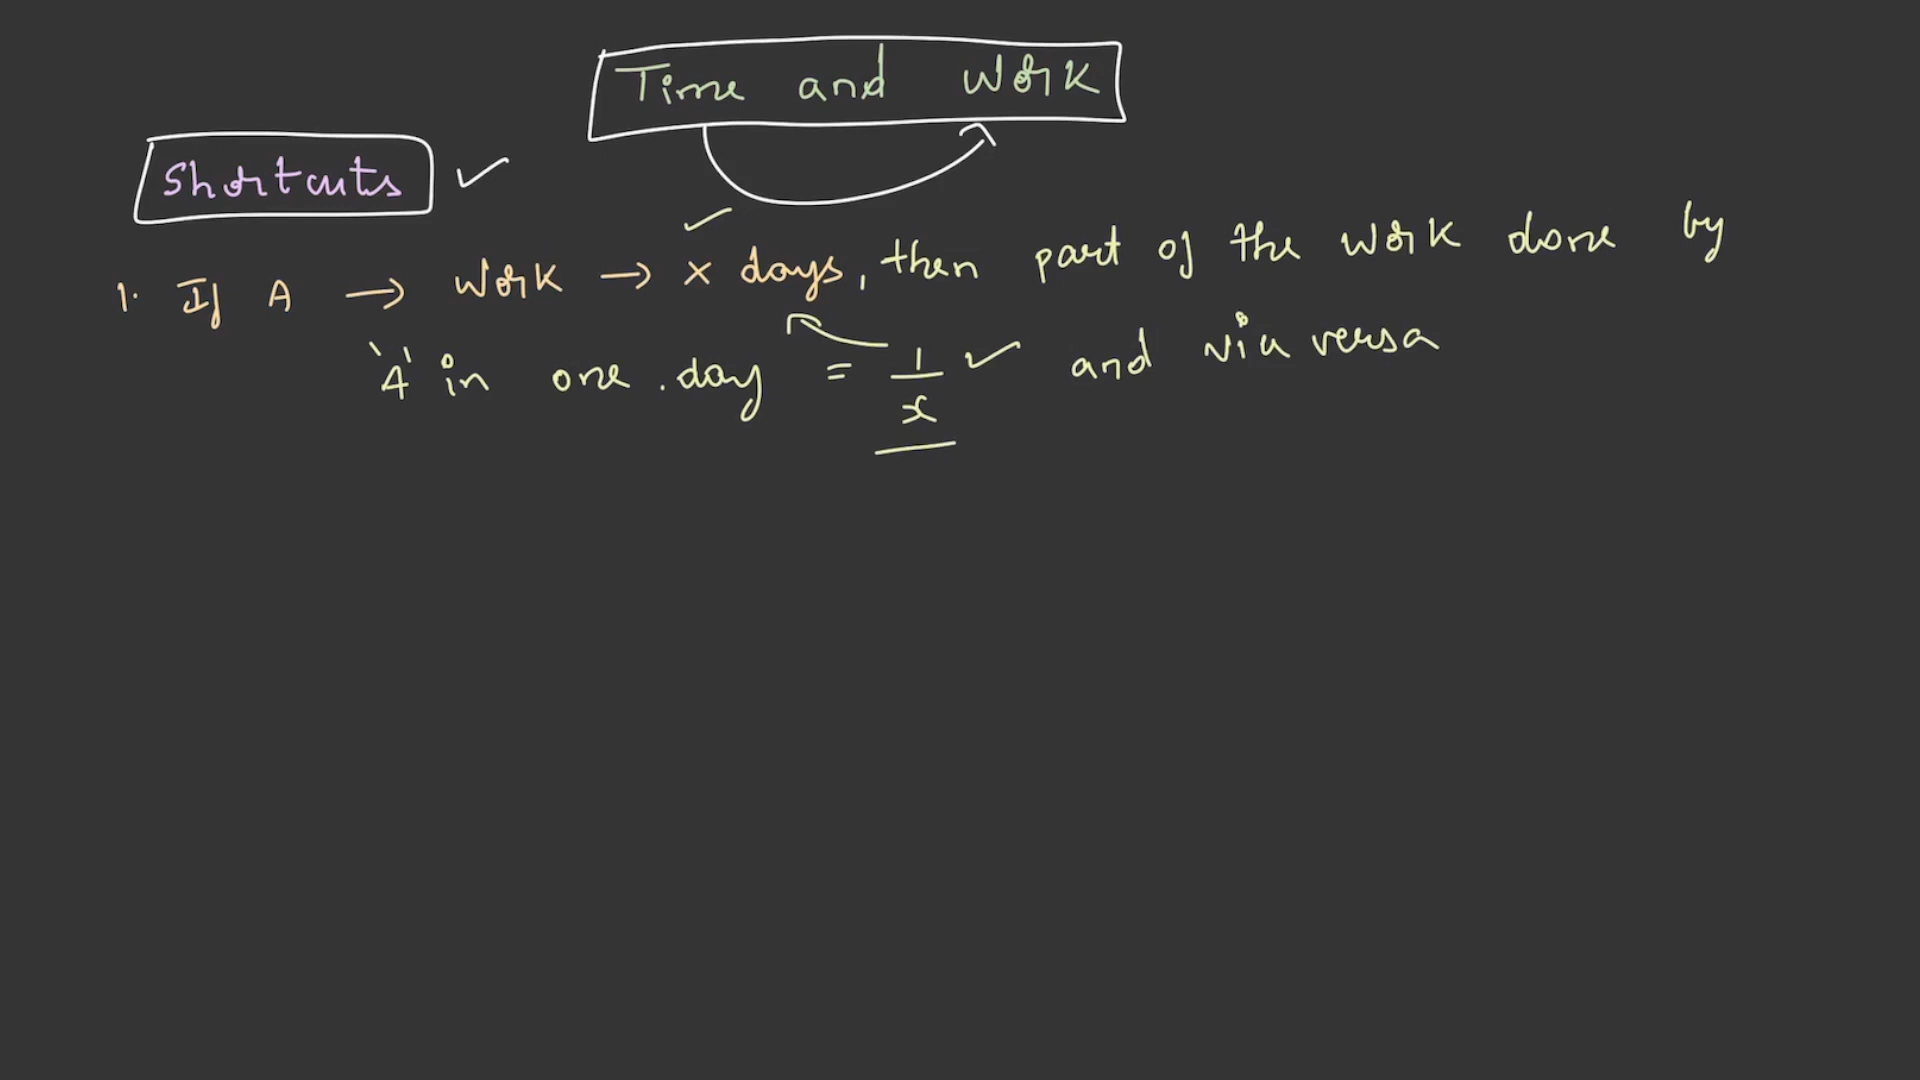 Time and Work
Shortcuts ✓
1. If A → Work → x days, then part of the work done by
'A' in one day = 1/x ✓ and vice versa